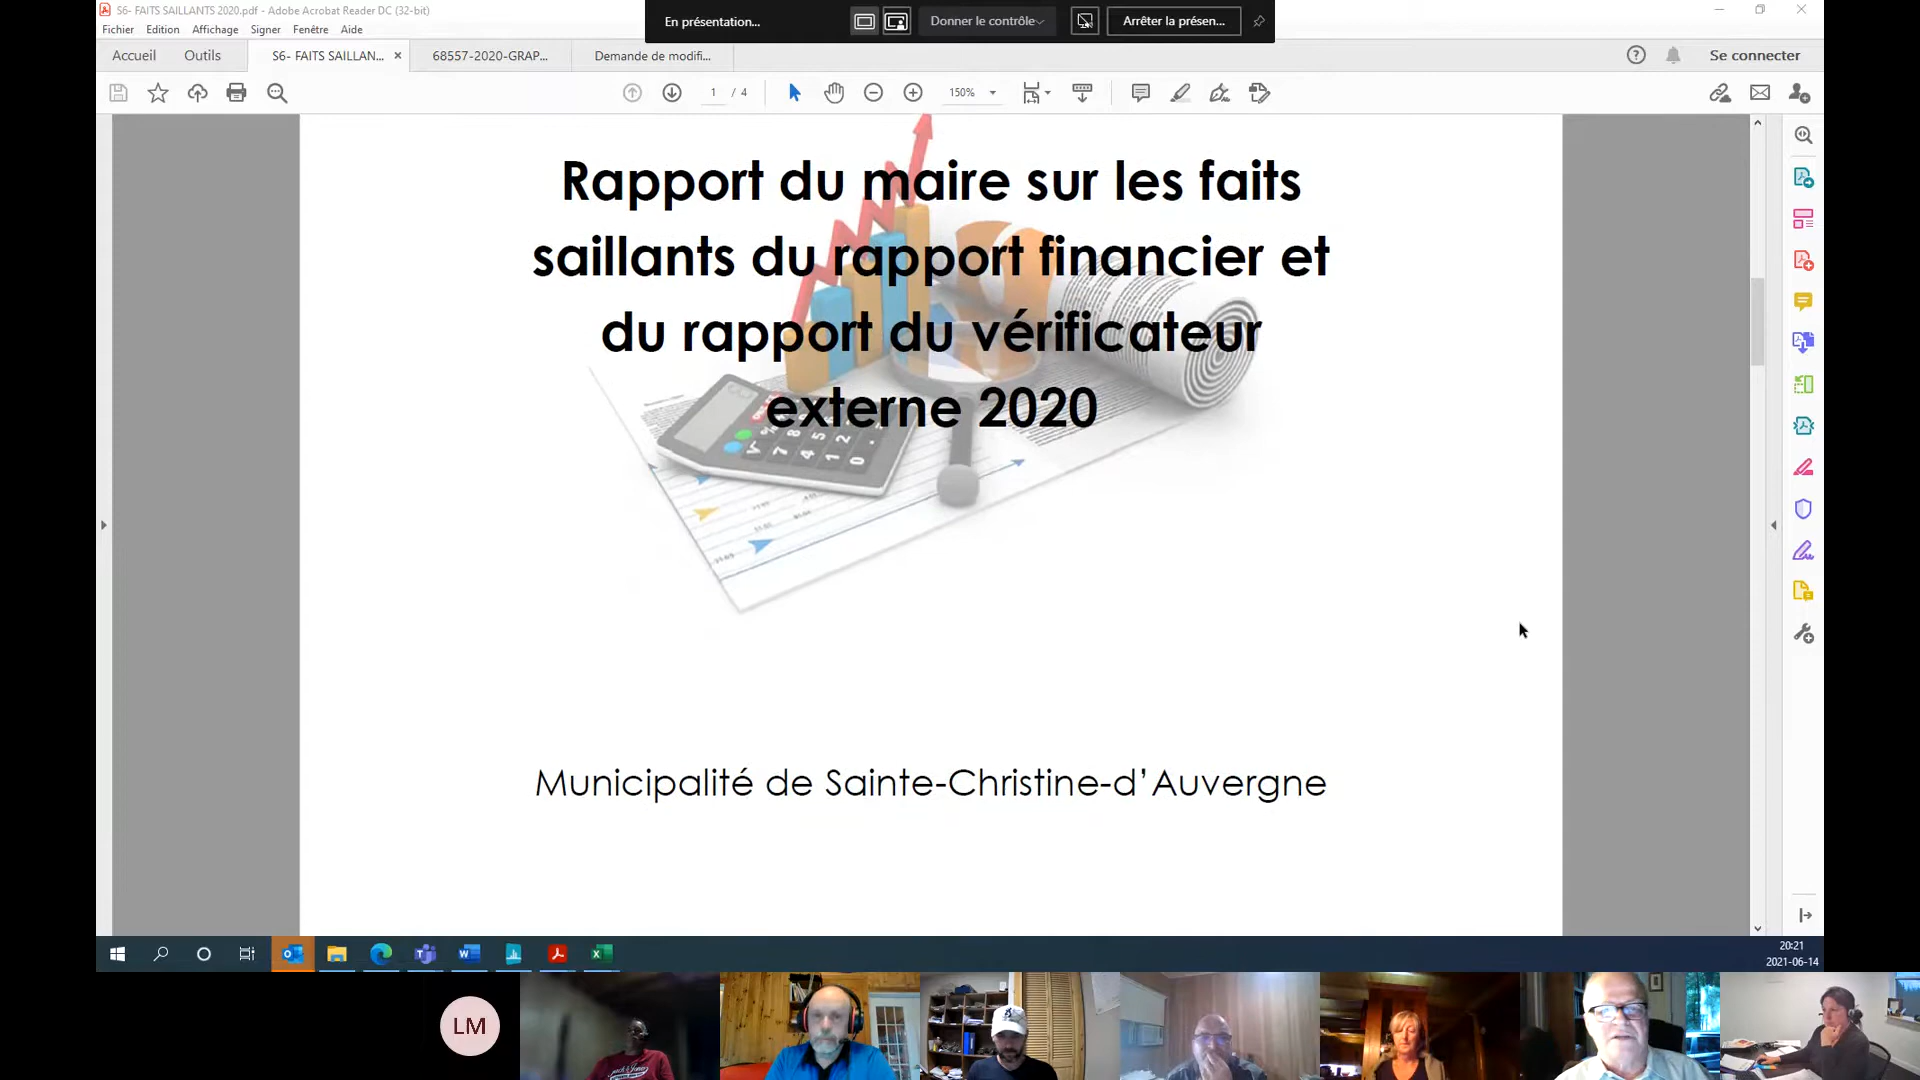 S6- FAITS SAILLANTS 2020.pdf - Adobe Acrobat Reader DC (32-bit)
En présentation...
Donner le contrôle
Arrêter la présen...
Fichier Edition Affichage Signer Fenêtre Aide
Accueil Outils S6- FAITS SAILLAN... × 68557-2020-GRAP... Demande de modifi... Se connecter
1 / 4 150%
Rapport du maire sur les faits
saillants du rapport financier et
du rapport du vérificateur
externe 2020
Municipalité de Sainte-Christine-d'Auvergne
20:21
2021-06-14
LM